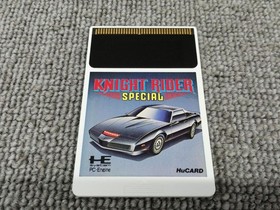 KNIGHT RIDER
SPECIAL
HE
PC Engine
HuCARD